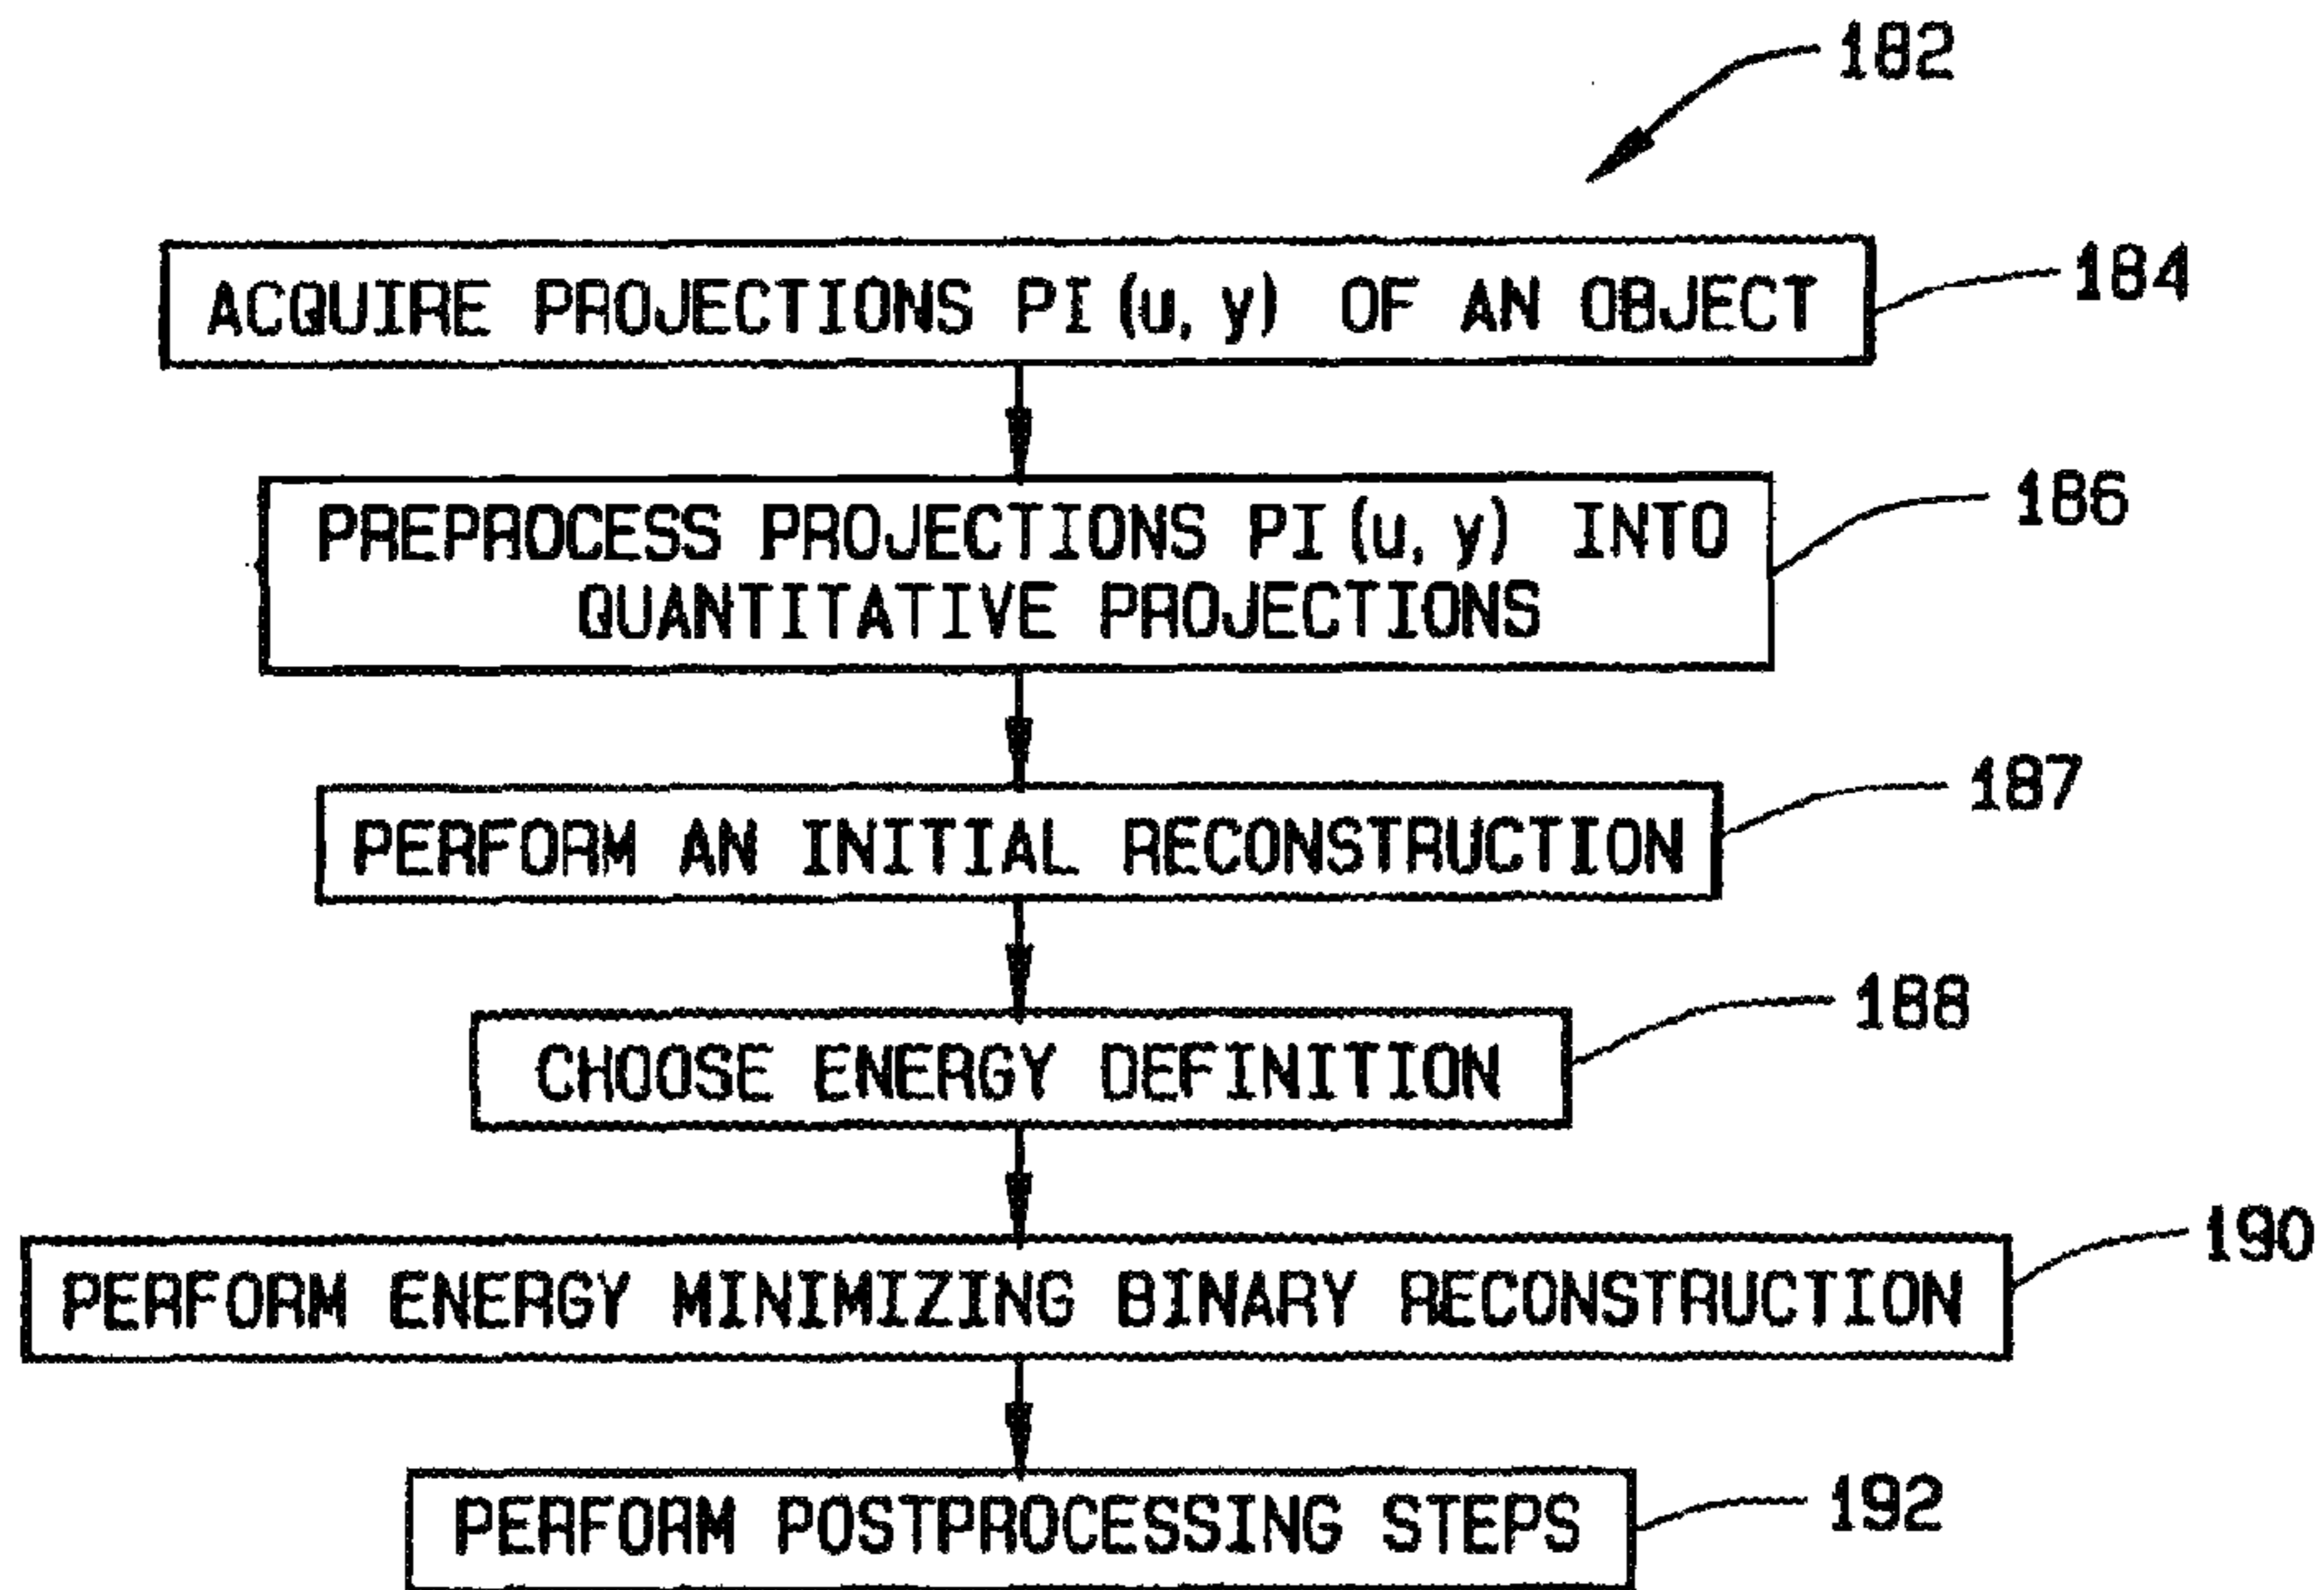 182
ACQUIRE PROJECTIONS PI (u, y) OF AN OBJECT
184
PREPROCESS PROJECTIONS PI (u, y) INTO
QUANTITATIVE PROJECTIONS
186
PERFORM AN INITIAL RECONSTRUCTION
187
CHOOSE ENERGY DEFINITION
188
PERFORM ENERGY MINIMIZING BINARY RECONSTRUCTION
190
PERFORM POSTPROCESSING STEPS
192